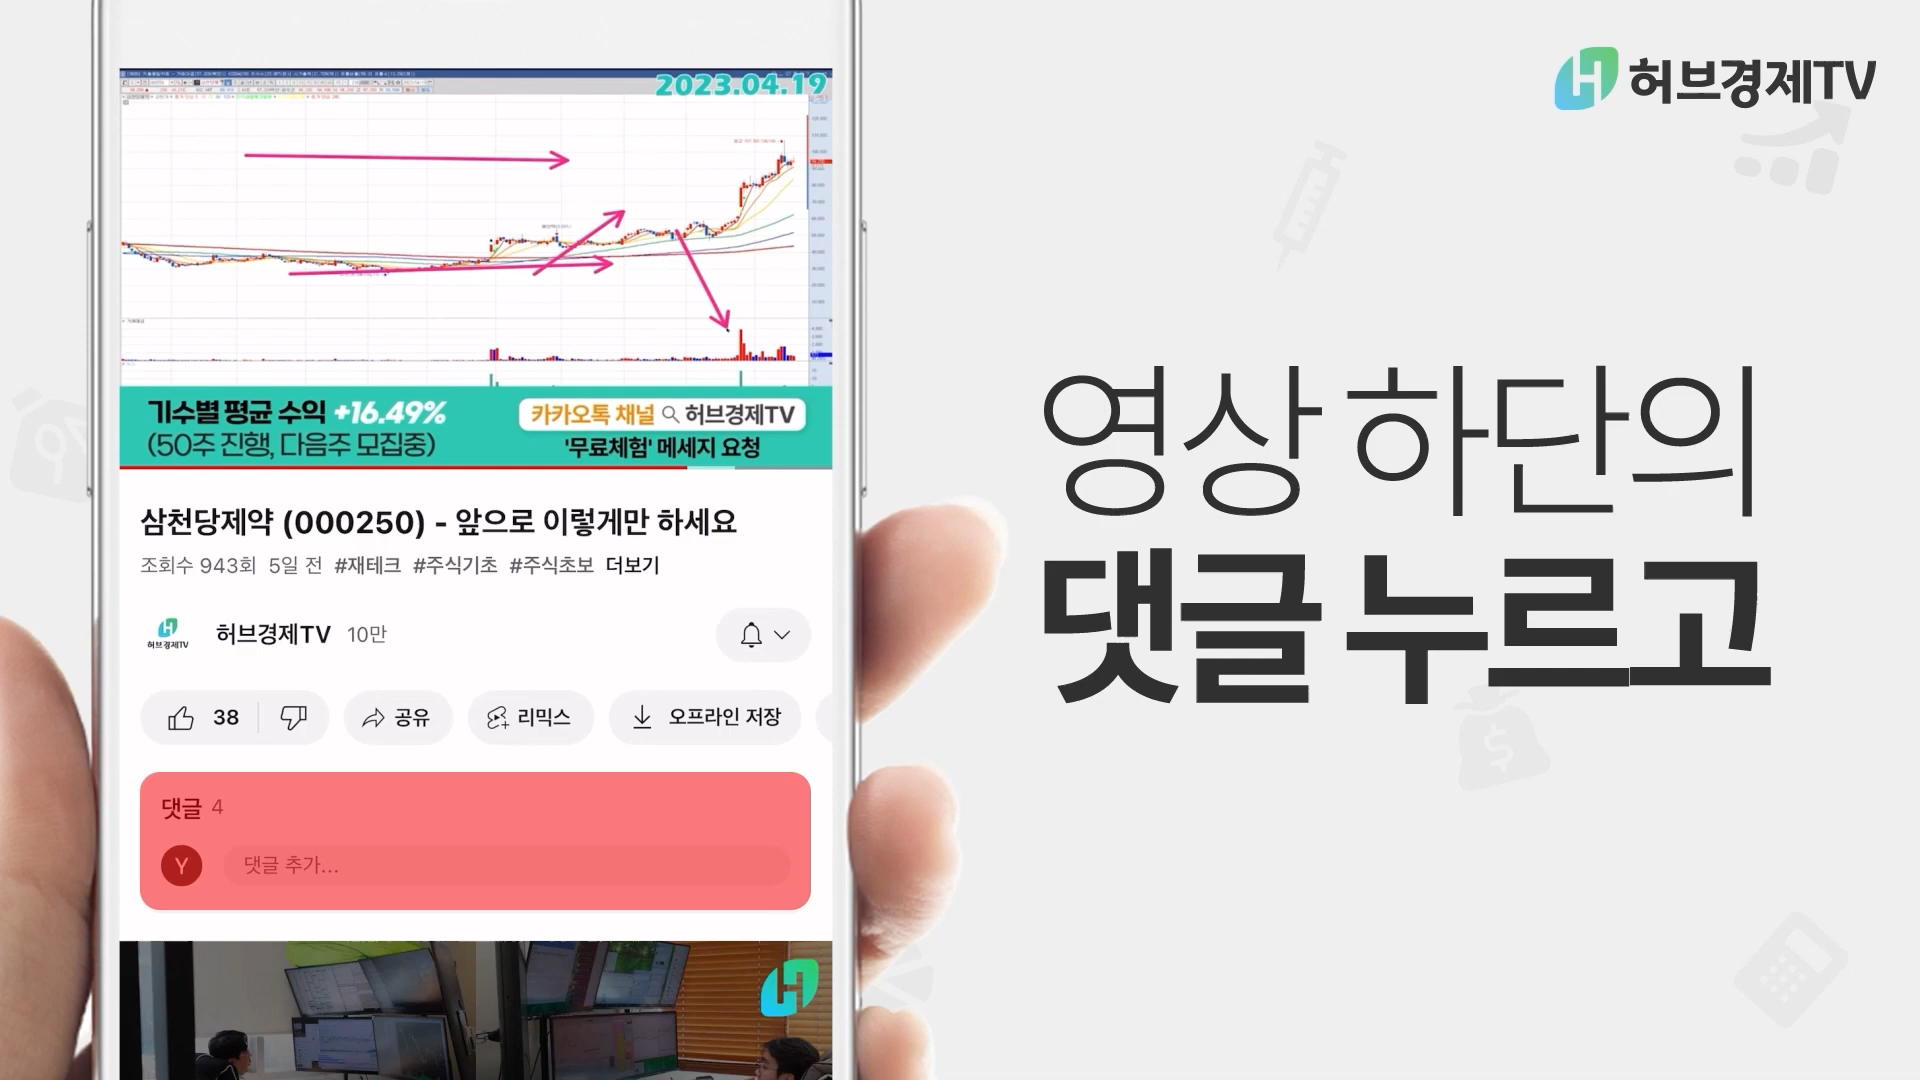 허브경제TV
2023.04.19
기수별 평균 수익 +16.49%
(50주 진행, 다음주 모집중)
카카오톡 채널 허브경제TV
'무료체험' 메세지 요청
삼천당제약 (000250) - 앞으로 이렇게만 하세요
조회수 943회 5일 전 #재테크 #주식기초 #주식초보 더보기
허브경제TV
허브경제TV 10만
38
공유
리믹스
오프라인 저장
댓글 4
Y
댓글 추가...
영상 하단의
댓글 누르고